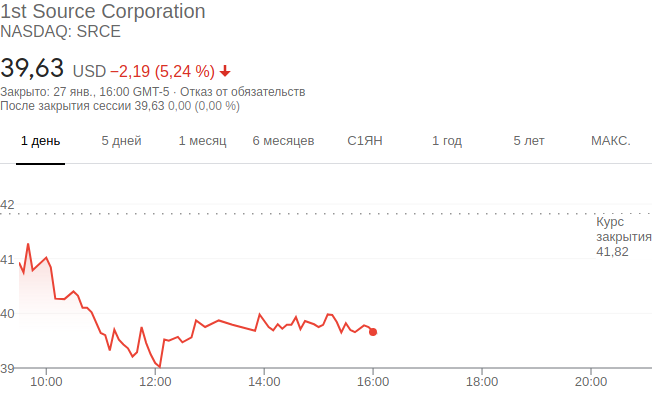 1st Source Corporation
NASDAQ: SRCE
39,63 USD −2,19 (5,24 %)
Закрыто: 27 янв., 16:00 GMT-5 · Отказ от обязательств
После закрытия сессии 39,63 0,00 (0,00 %)
1 день 5 дней 1 месяц 6 месяцев С1ЯН 1 год 5 лет МАКС.
42
Курс
закрытия
41,82
41
40
39
10:00 12:00 14:00 16:00 18:00 20:00